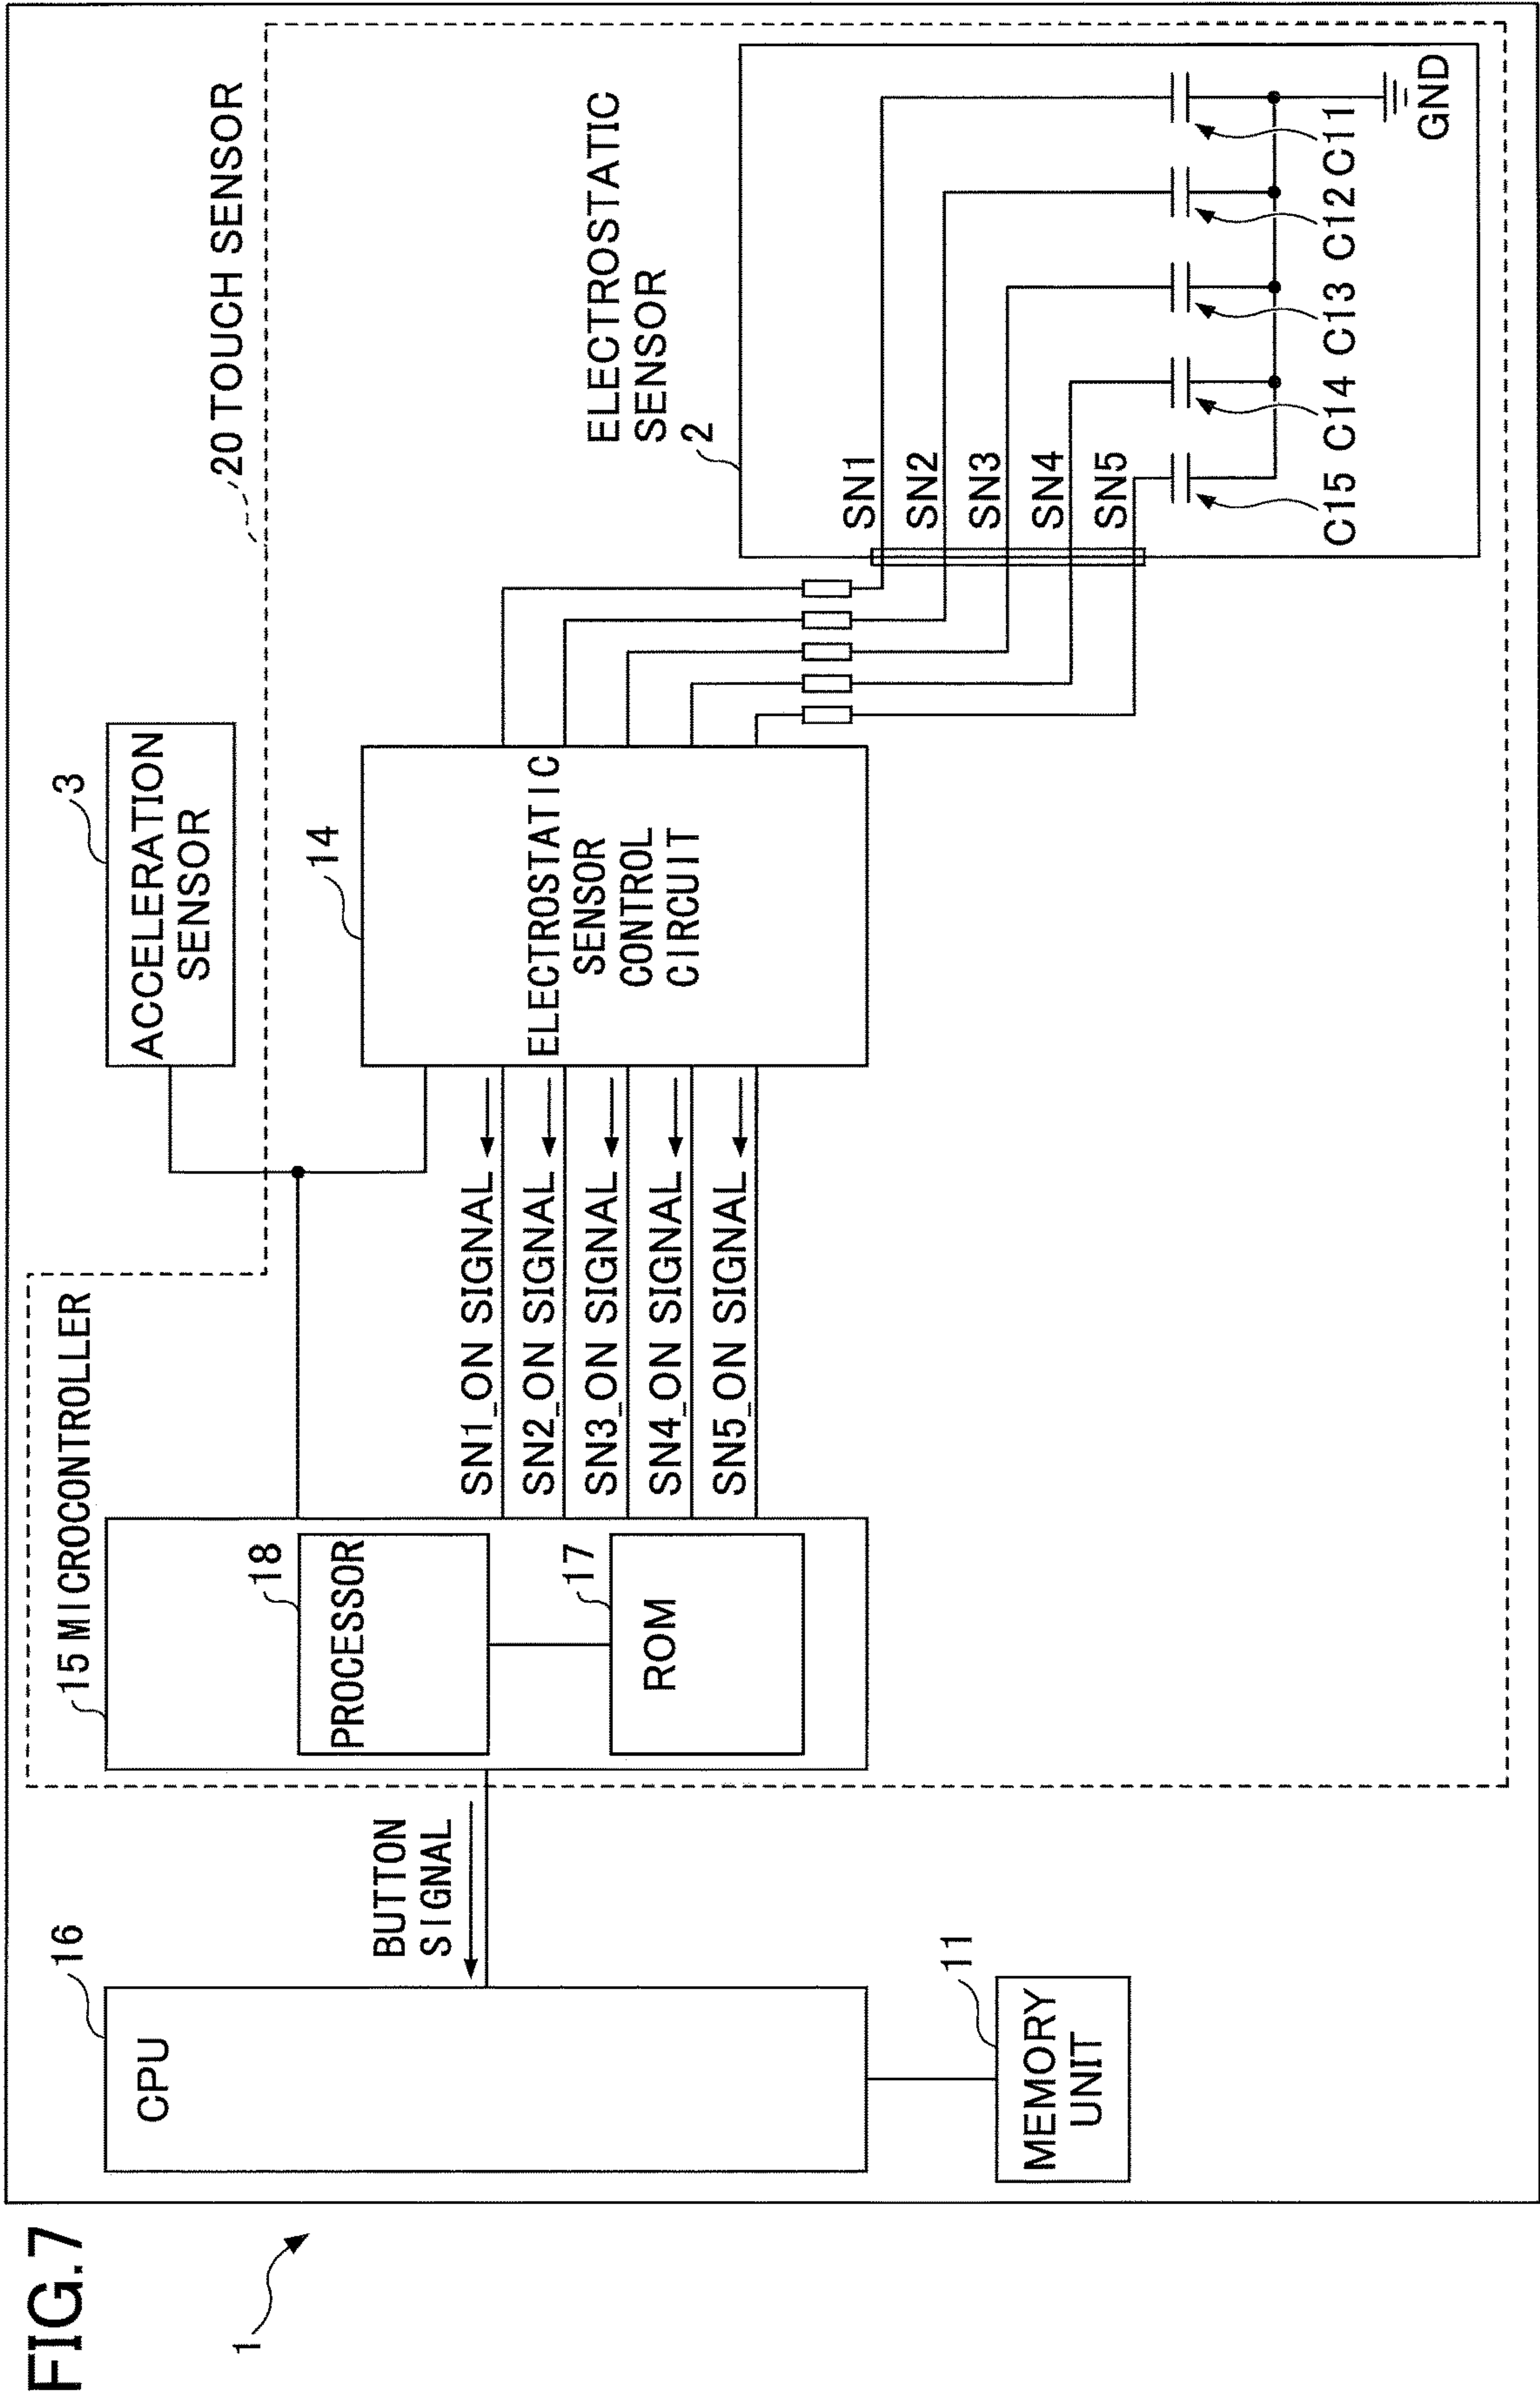 FIG.7
1
16
CPU
11
MEMORY
UNIT
BUTTON
SIGNAL
15 MICROCONTROLLER
18
PROCESSOR
17
ROM
SN1_ON SIGNAL
SN2_ON SIGNAL
SN3_ON SIGNAL
SN4_ON SIGNAL
SN5_ON SIGNAL
3
ACCELERATION
SENSOR
14
ELECTROSTATIC
SENSOR
CONTROL
CIRCUIT
20 TOUCH SENSOR
ELECTROSTATIC
SENSOR
2
SN1
SN2
SN3
SN4
SN5
C15
C14
C13
C12
C11
GND